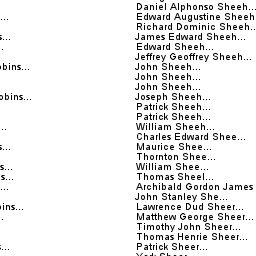 Daniel Alphonso Sheeh...
... Edward Augustine Sheeh
Richard Dominic Sheeh..
s... James Edward Sheeh...
.. Edward Sheeh...
Jeffrey Geoffrey Sheeh...
obins... John Sheeh...
John Sheeh...
John Sheeh...
obins... Joseph Sheeh...
Patrick Sheeh...
Patrick Sheeh...
... William Sheeh...
Charles Edward Shee...
s... Maurice Shee...
Thornton Shee...
s... William Shee...
s... Thomas Sheel...
... Archibald Gordon James
John Stanley She...
ins... Lawrence Dud Sheer...
.. Matthew George Sheer...
Timothy John Sheer...
Thomas Henrie Sheer...
s... Patrick Sheer...